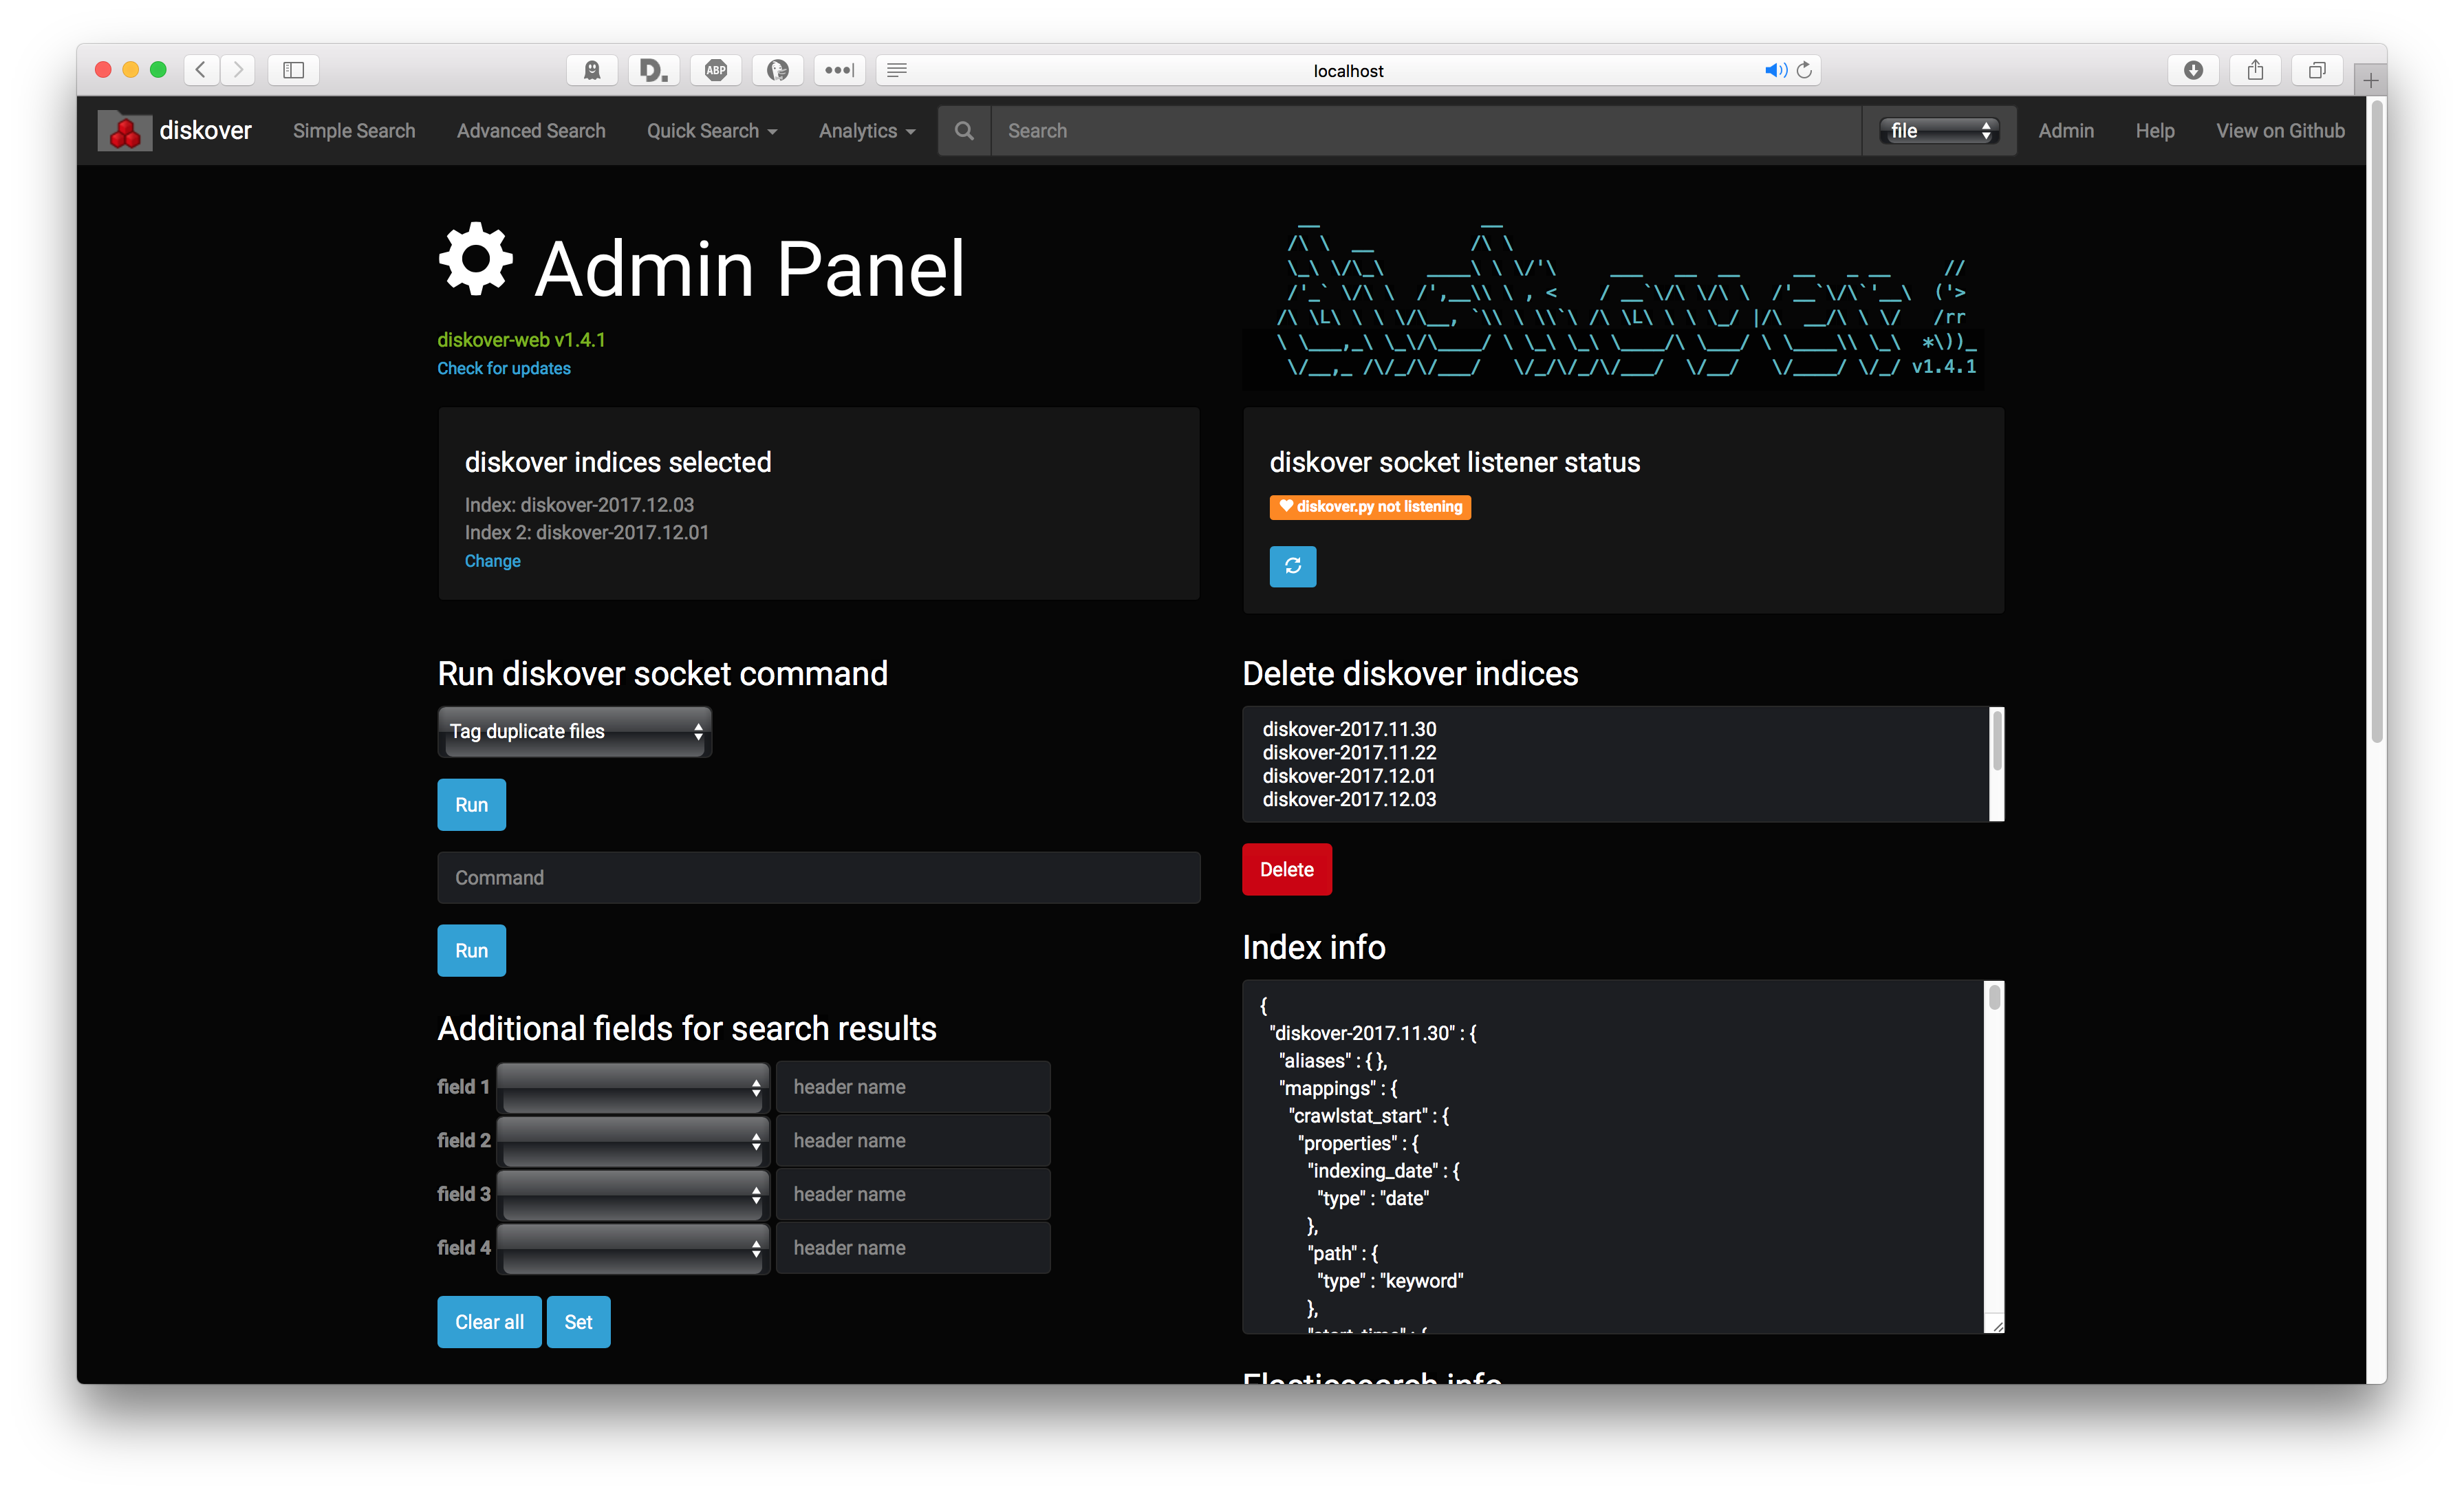 D.
ABP
localhost
diskover
Simple Search
Advanced Search
Quick Search
Analytics
Search
file
Admin
Help
View on Github
Admin Panel
diskover-web v1.4.1
Check for updates
v1.4.1
diskover indices selected
Index: diskover-2017.12.03
Index 2: diskover-2017.12.01
Change
diskover socket listener status
diskover.py not listening
Run diskover socket command
Tag duplicate files
Run
Command
Run
Additional fields for search results
field 1 header name
field 2 header name
field 3 header name
field 4 header name
Clear all
Set
Delete diskover indices
diskover-2017.11.30
diskover-2017.11.22
diskover-2017.12.01
diskover-2017.12.03
Delete
Index info
{
"diskover-2017.11.30" : {
"aliases" : { },
"mappings" : {
"crawlstat_start" : {
"properties" : {
"indexing_date" : {
"type" : "date"
},
"path" : {
"type" : "keyword"
},
"start_time" : {
Elasticsearch info